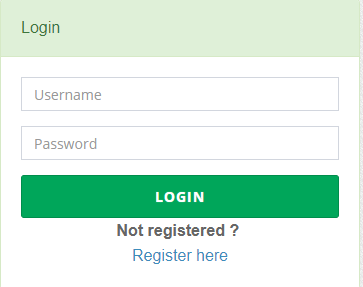 Login
Username
Password
LOGIN
Not registered ?
Register here